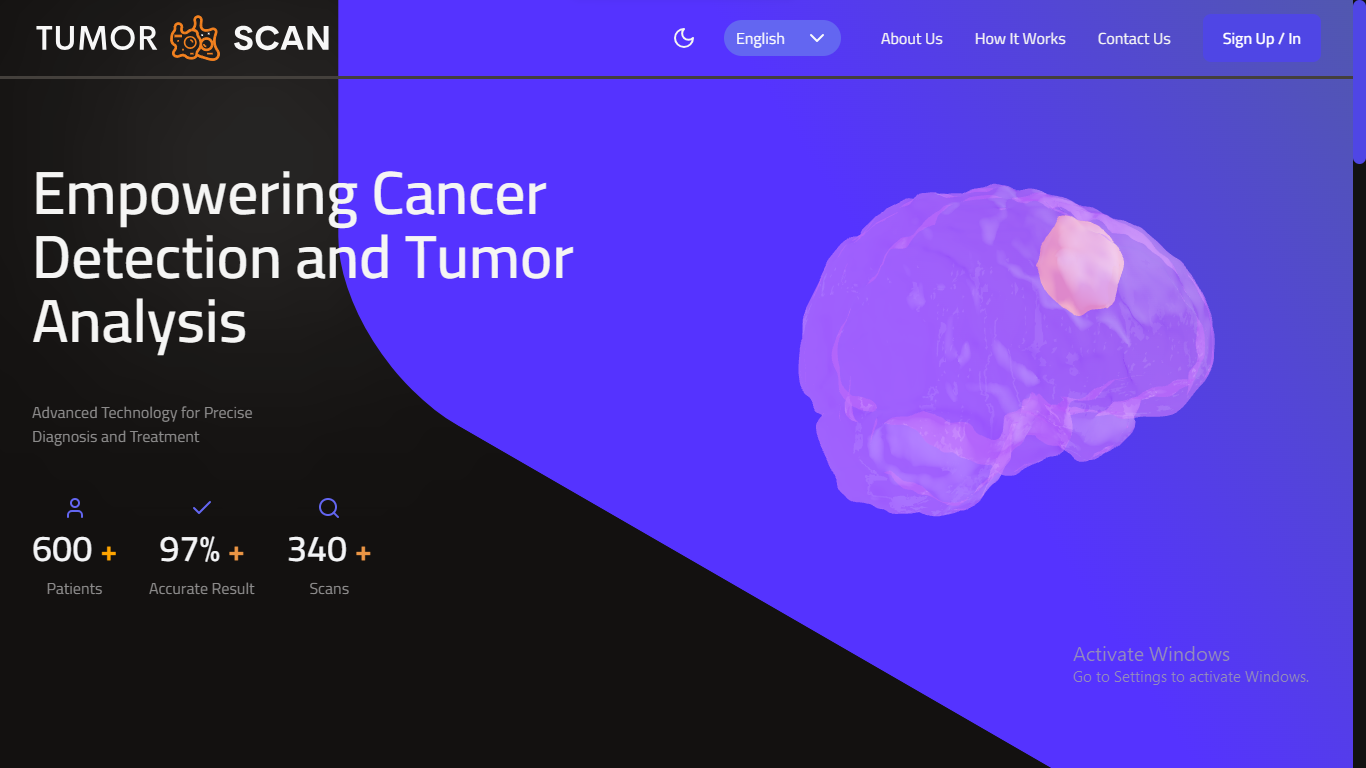 TUMOR SCAN
English
About Us
How It Works
Contact Us
Sign Up / In
Empowering Cancer
Detection and Tumor
Analysis
Advanced Technology for Precise
Diagnosis and Treatment
600 + 97% + 340 +
Patients Accurate Result Scans
Activate Windows
Go to Settings to activate Windows.